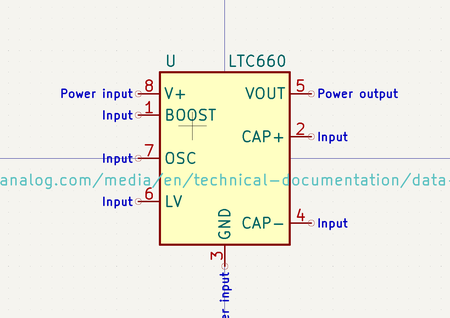 U LTC660
Power input 8 V+ VOUT 5 Power output
Input 1 BOOST
CAP+ 2 Input
Input 7 OSC
analog.com/media/en/technical-documentation/data-
Input 6 LV
GND CAP- 4 Input
3
er input